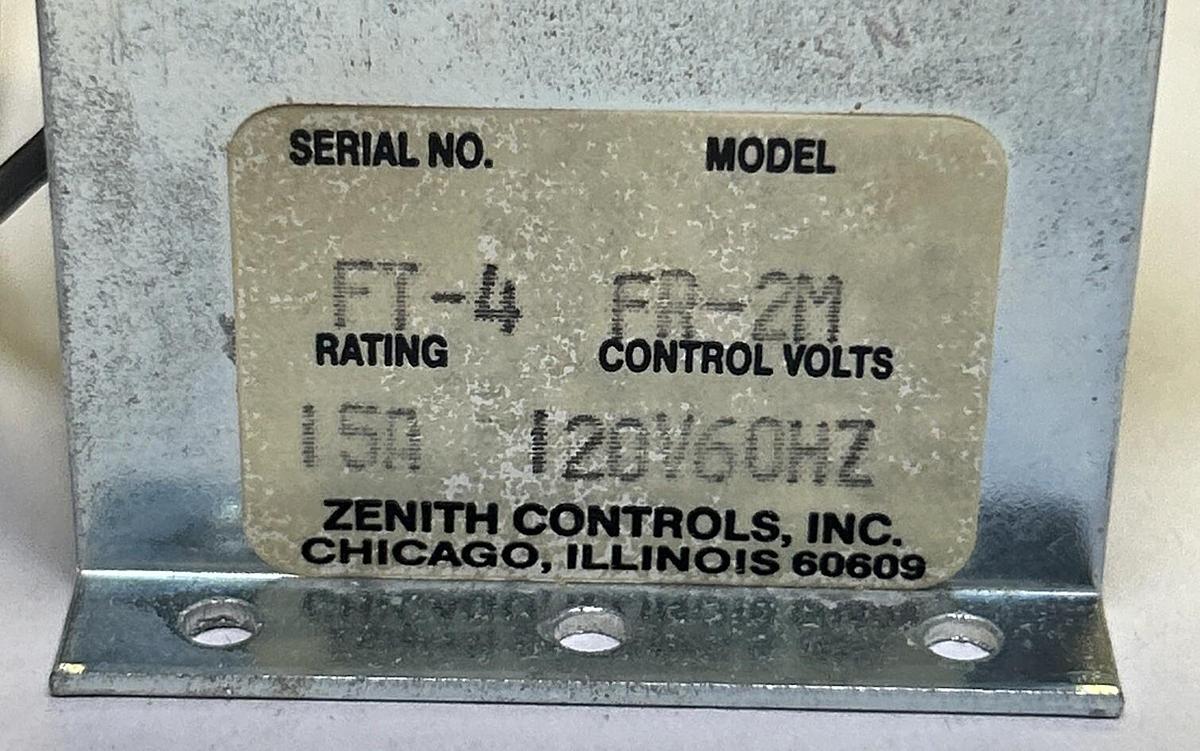 SERIAL NO. MODEL
FT-4 FR-2M
RATING CONTROL VOLTS
15A 120V60HZ
ZENITH CONTROLS, INC.
CHICAGO, ILLINOIS 60609